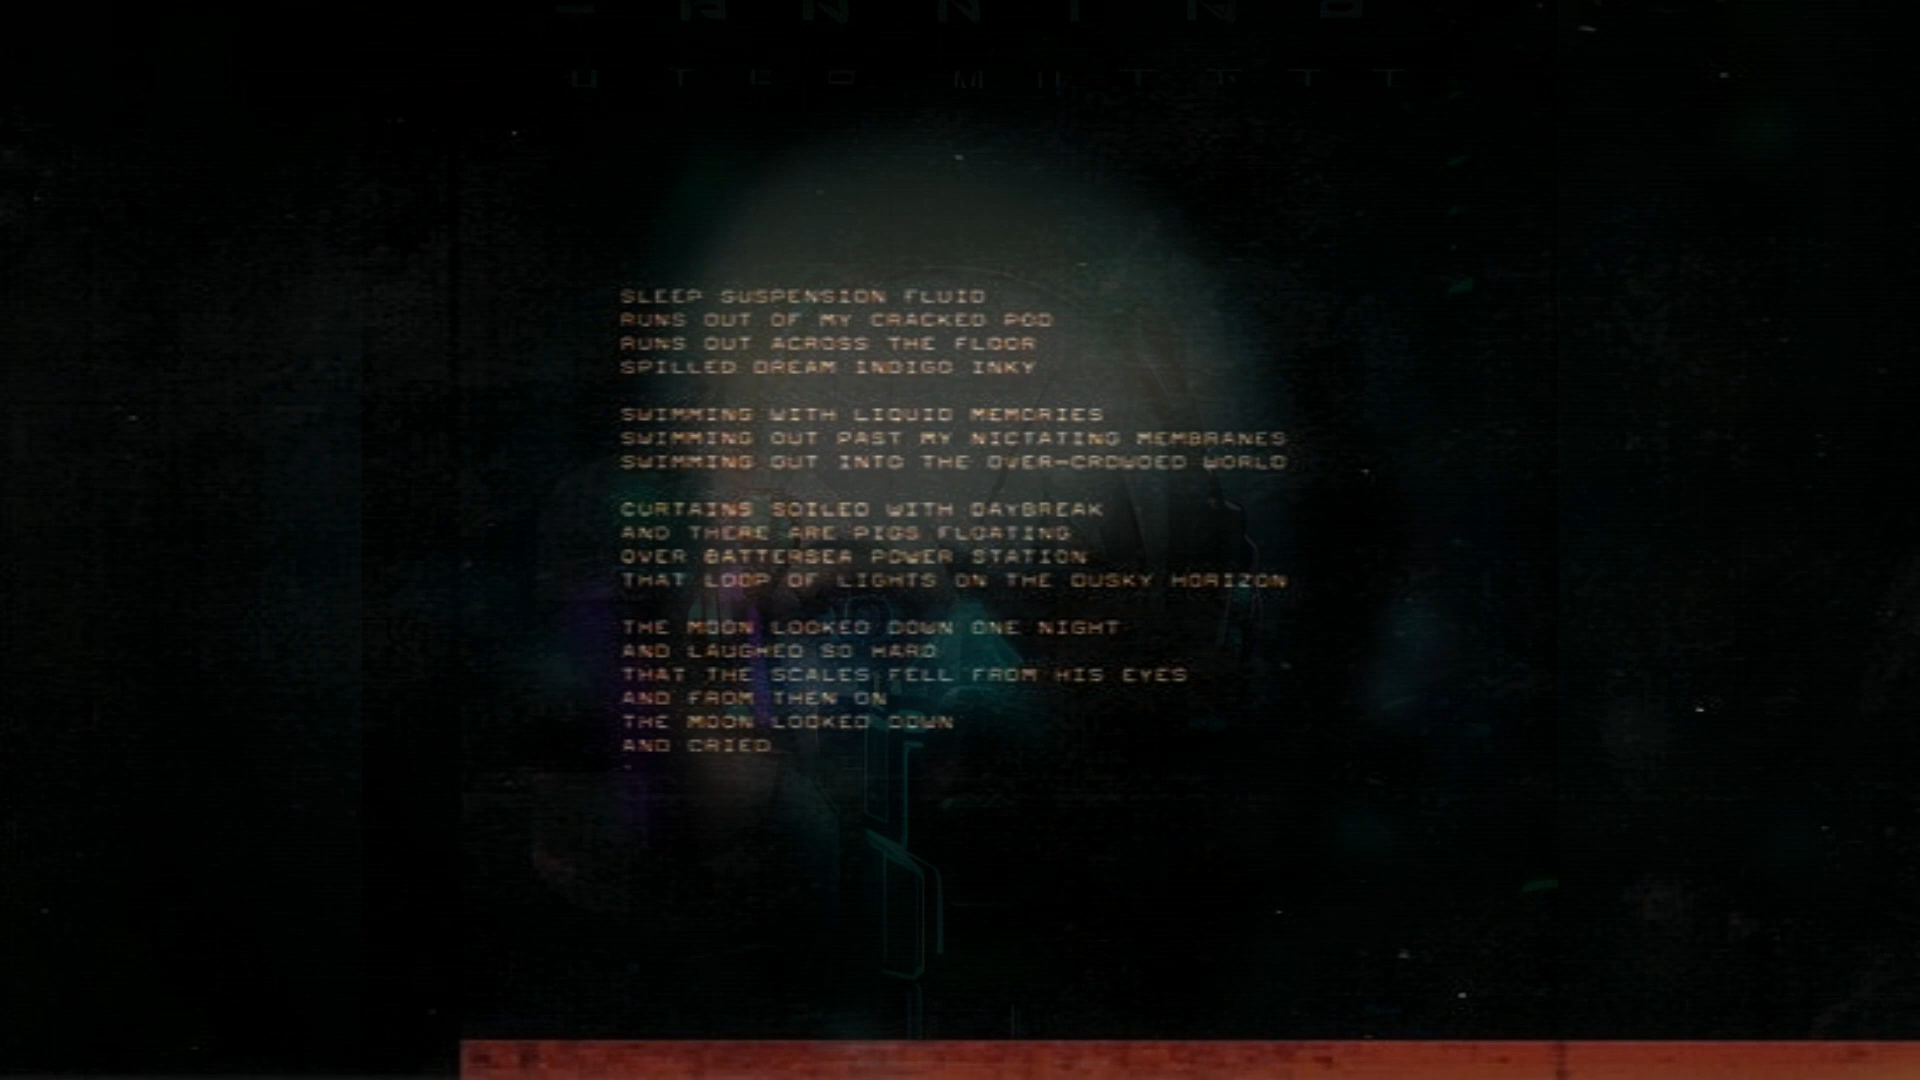 SLEEP SUSPENSION FLUID
RUNS OUT OF MY CRACKED POD
RUNS OUT ACROSS THE FLOOR
SPILLED DREAM INDIGO INKY
SWIMMING WITH LIQUID MEMORIES
SWIMMING OUT PAST MY NICTATING MEMBRANES
SWIMMING OUT INTO THE OVER-CROWDED WORLD
CURTAINS SOILED WITH DAYBREAK
AND THERE ARE PIGS FLOATING
OVER BATTERSEA POWER STATION
THAT LOOP OF LIGHTS ON THE DUSKY HORIZON
THE MOON LOOKED DOWN ONE NIGHT
AND LAUGHED SO HARD
THAT THE SCALES FELL FROM HIS EYES
AND FROM THEN ON
THE MOON LOOKED DOWN
AND CRIED